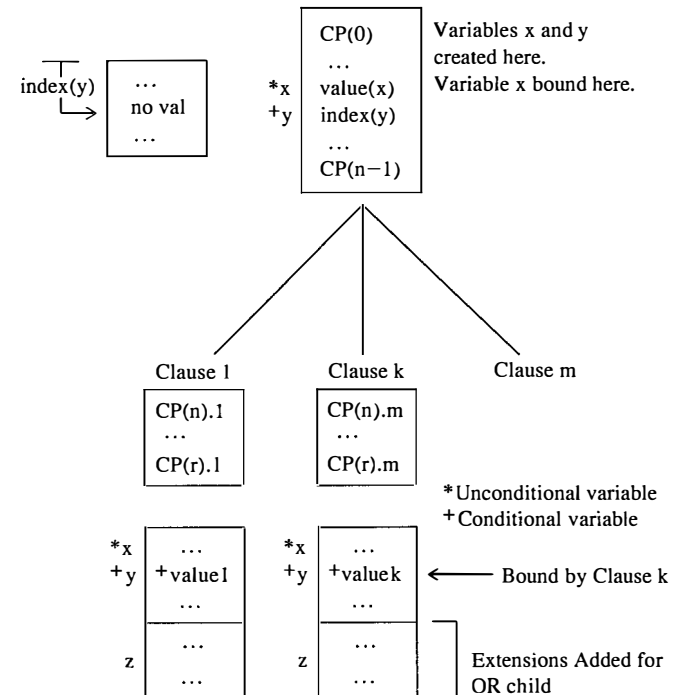 CP(0)
...
*x value(x)
+y index(y)
...
CP(n−1)
Variables x and y
created here.
Variable x bound here.
index(y)
...
no val
...
Clause 1
Clause k
Clause m
CP(n).1
...
CP(r).1
CP(n).m
...
CP(r).m
*Unconditional variable
+Conditional variable
*x ...
+y +value1
...
z ...
...
*x ...
+y +valuek
...
z ...
...
Bound by Clause k
Extensions Added for
OR child